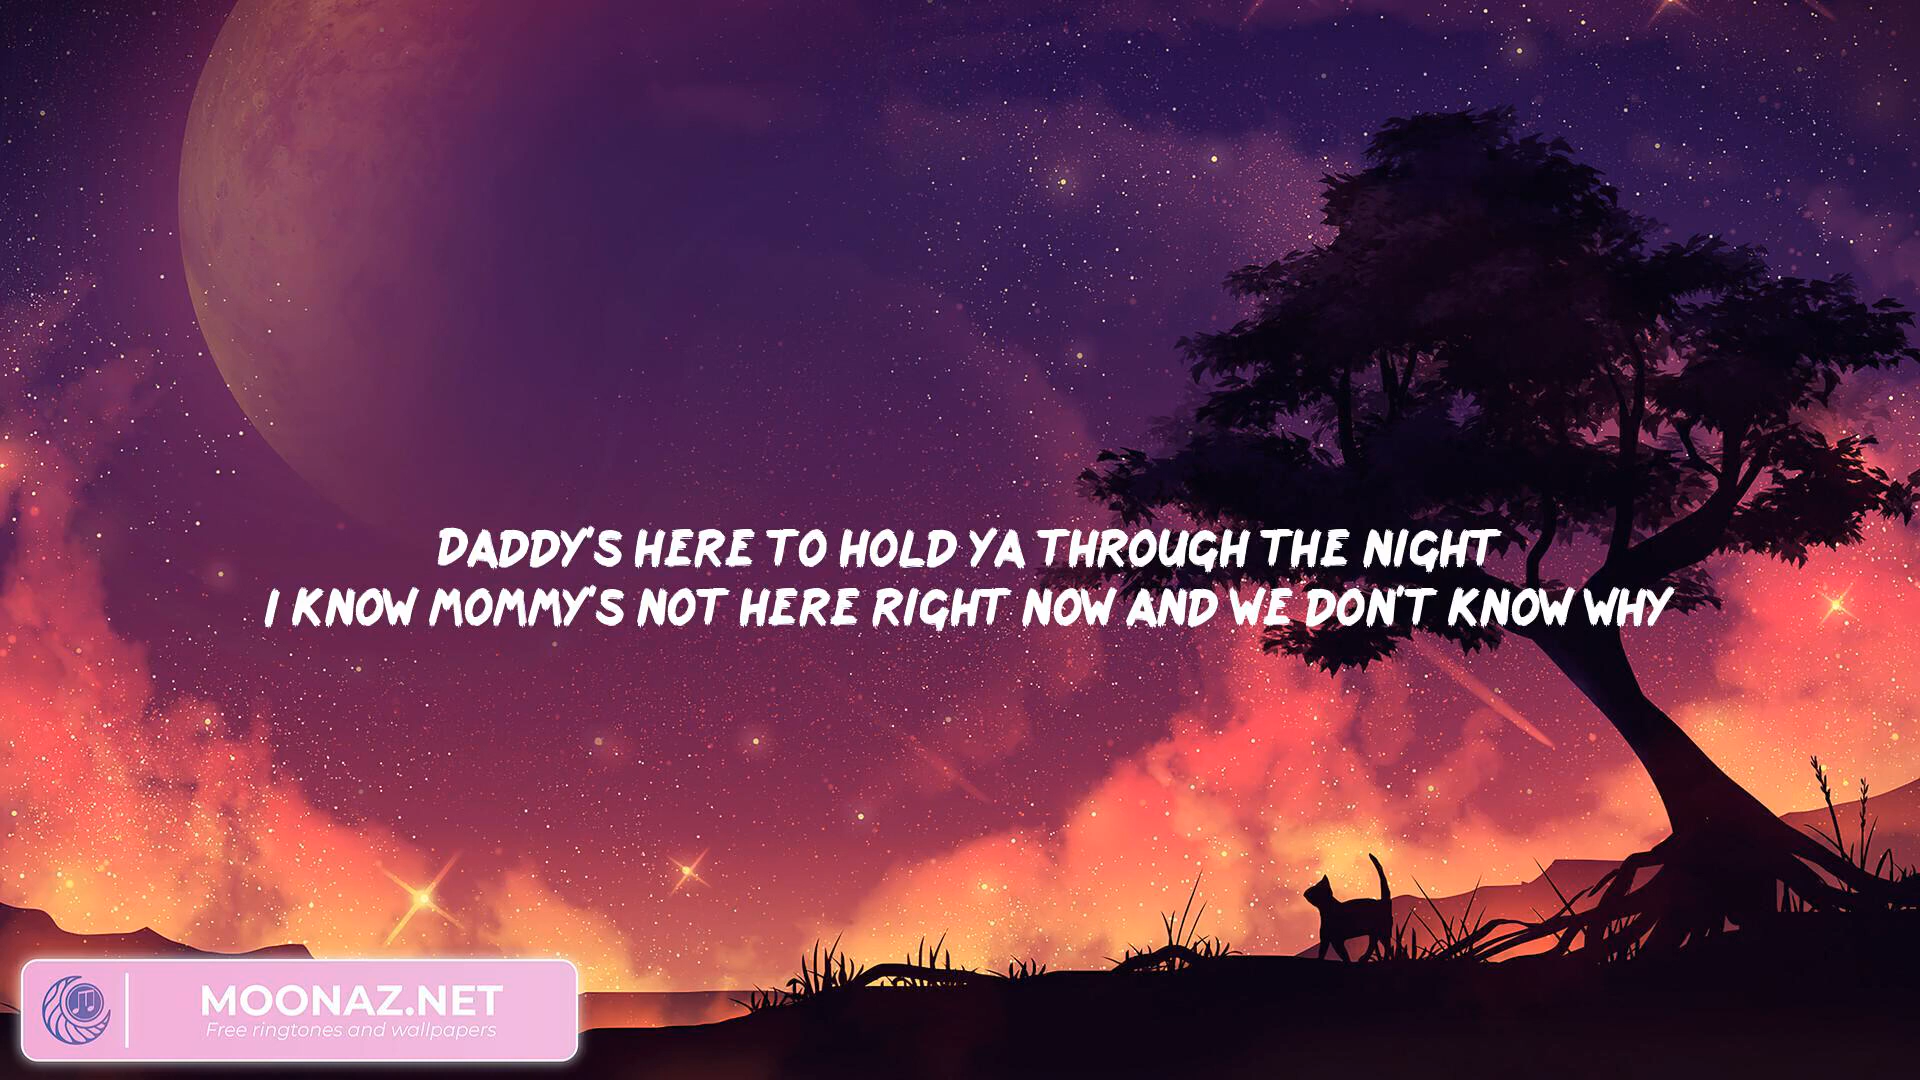 DADDY'S HERE TO HOLD YA THROUGH THE NIGHT
I KNOW MOMMY'S NOT HERE RIGHT NOW AND WE DON'T KNOW WHY
MOONAZ.NET
Free ringtones and wallpapers